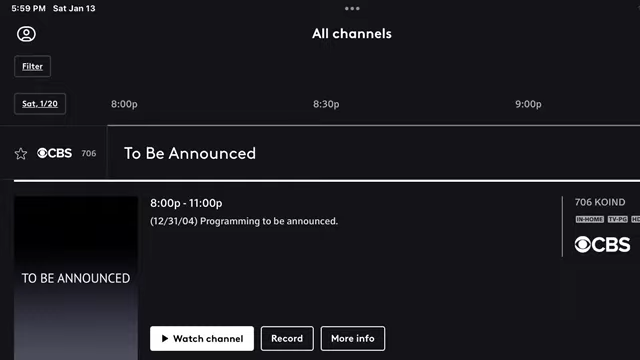 5:59 PM Sat Jan 13
All channels
Filter
Sat, 1/20 8:00p 8:30p 9:00p
CBS 706 To Be Announced
8:00p - 11:00p
(12/31/04) Programming to be announced.
706 KOIND
IN-HOME TV-PG HD
CBS
TO BE ANNOUNCED
Watch channel Record More info